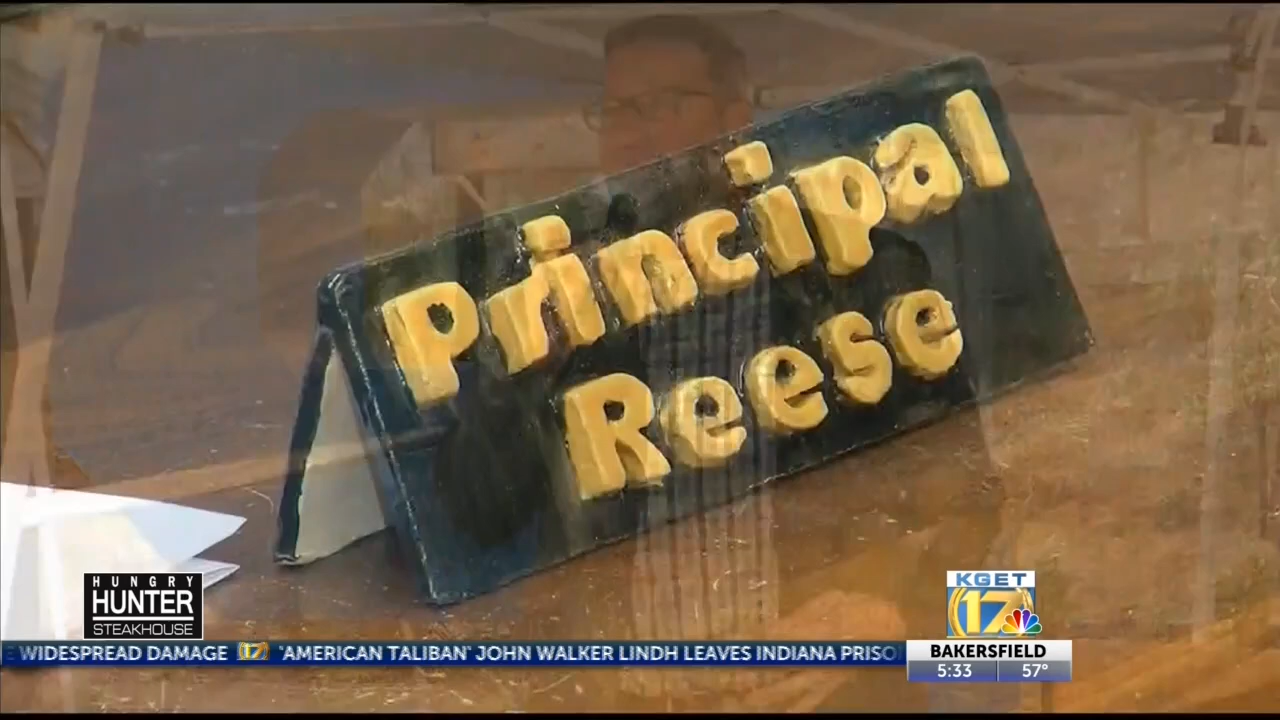 Principal
Reese
HUNGRY
HUNTER
STEAKHOUSE
KGET
17
BAKERSFIELD
5:33 57°
WIDESPREAD DAMAGE 17 'AMERICAN TALIBAN' JOHN WALKER LINDH LEAVES INDIANA PRISO